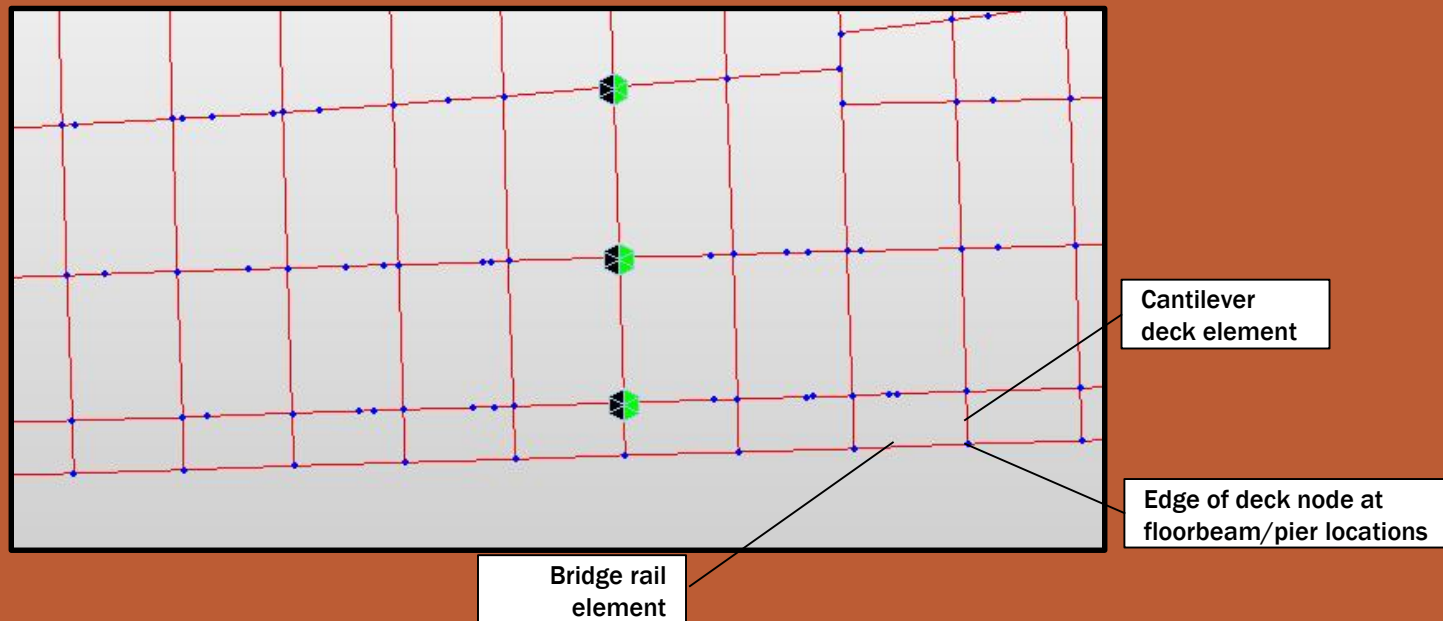 Cantilever
deck element
Edge of deck node at
floorbeam/pier locations
Bridge rail
element